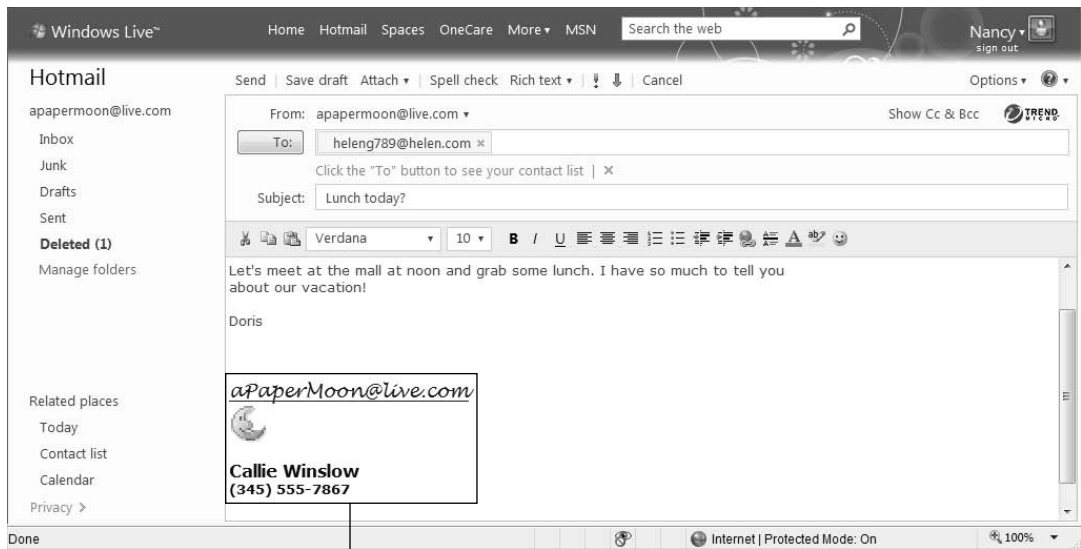 Windows Live™ Home Hotmail Spaces OneCare More MSN Search the web Nancy
sign out
Hotmail Send | Save draft Attach | Spell check Rich text | Cancel Options
apapermoon@live.com From: apapermoon@live.com Show Cc & Bcc TREND MICRO
Inbox To: heleng789@helen.com ×
Junk Click the "To" button to see your contact list | ×
Drafts Subject: Lunch today?
Sent
Deleted (1) Verdana 10 B I U A
Manage folders
Let's meet at the mall at noon and grab some lunch. I have so much to tell you
about our vacation!
Doris
aPaperMoon@live.com
Callie Winslow
(345) 555-7867
Related places
Today
Contact list
Calendar
Privacy >
Done Internet | Protected Mode: On 100%